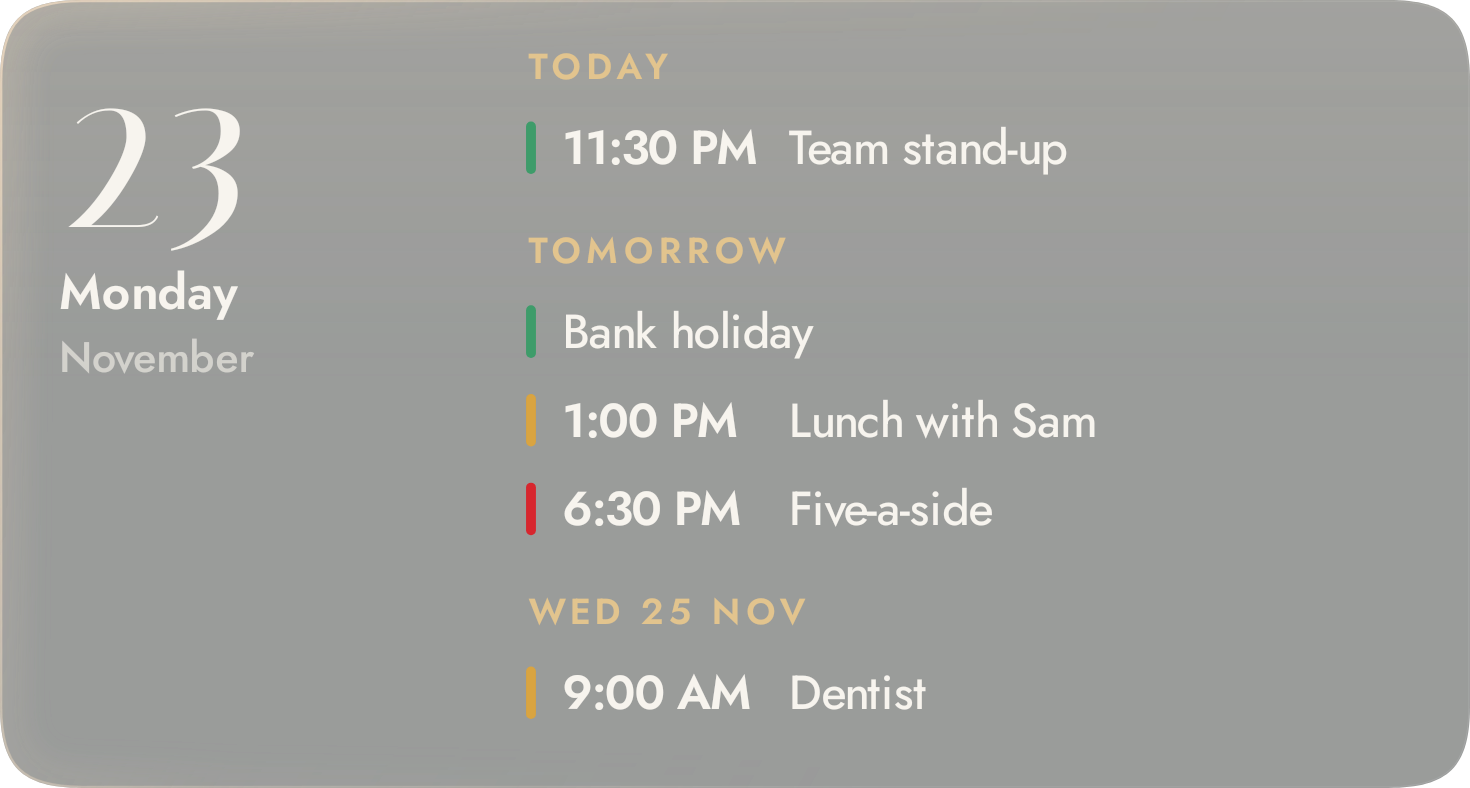 23
Monday
November
TODAY
11:30 PM Team stand-up
TOMORROW
Bank holiday
1:00 PM Lunch with Sam
6:30 PM Five-a-side
WED 25 NOV
9:00 AM Dentist